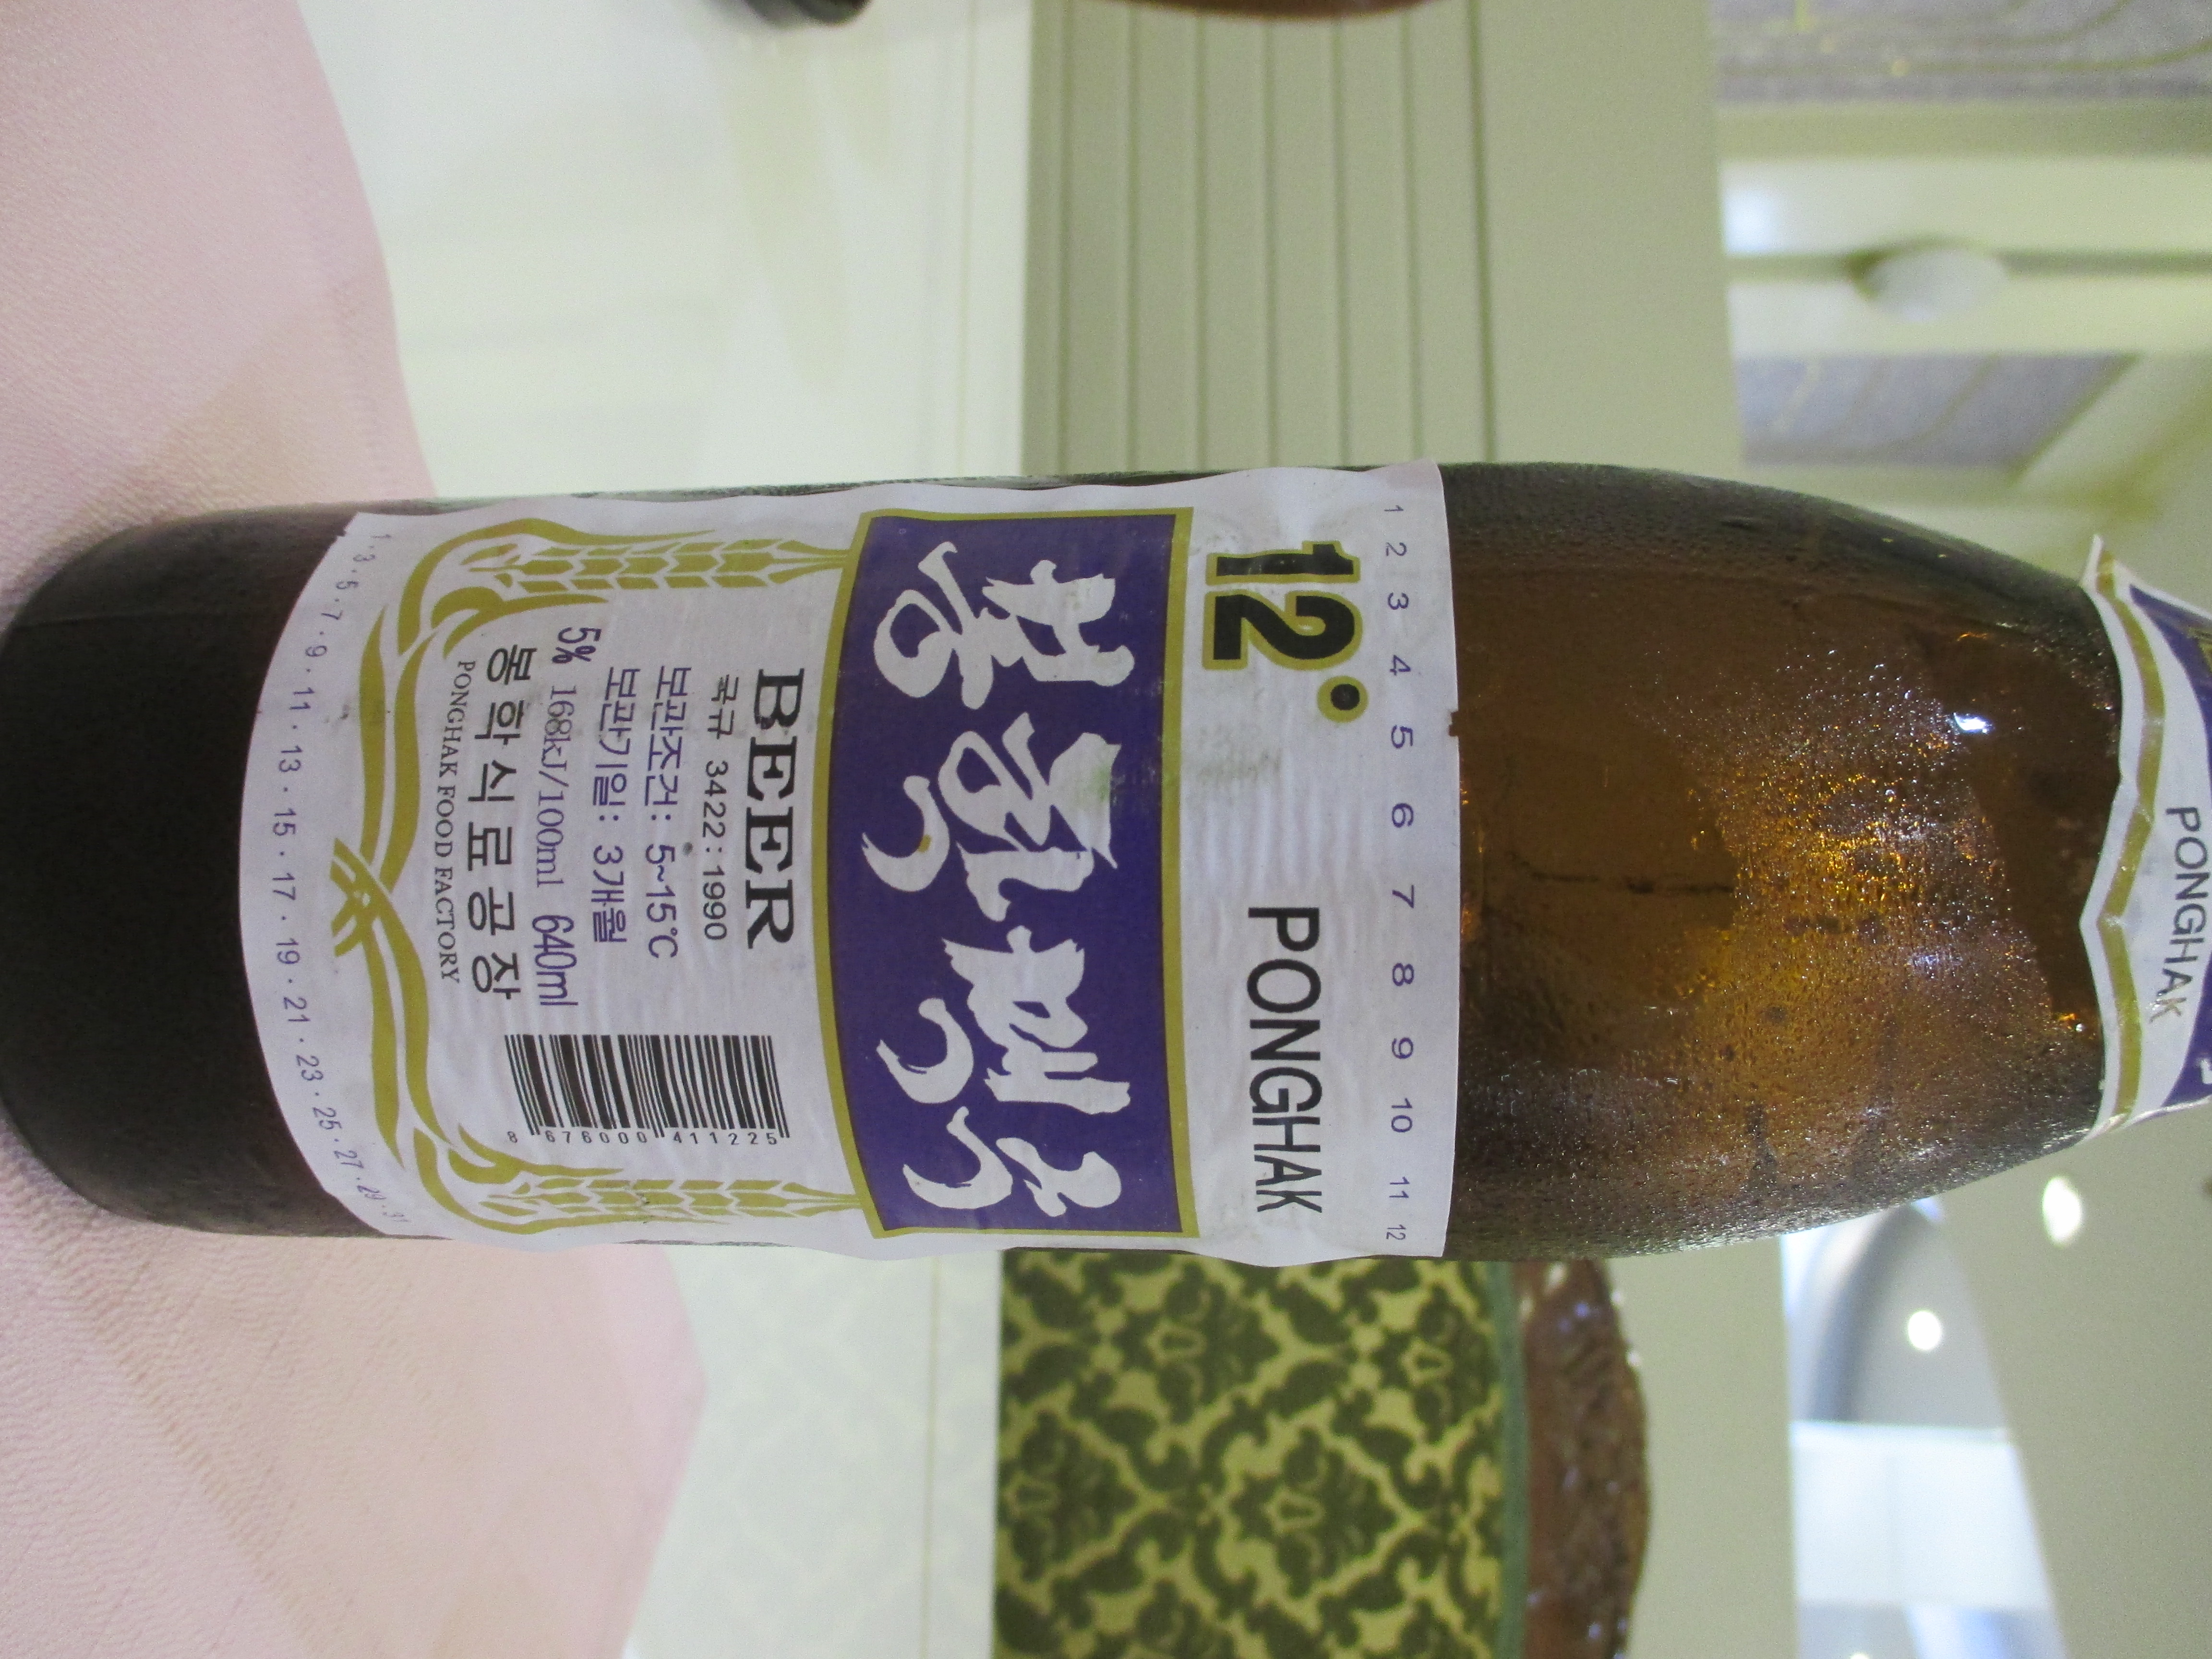 PONGHAK
1 2 3 4 5 6 7 8 9 10 11 12
12°
PONGHAK
봉학맥주
BEER
국규 3422:1990
보관조건: 5~15℃
보관기일: 3개월
5% 168kJ/100ml 640ml
봉학식료공장
PONGHAK FOOD FACTORY
8 676000 411225
1·3·5·7·9·11·13·15·17·19·21·23·25·27·29·31